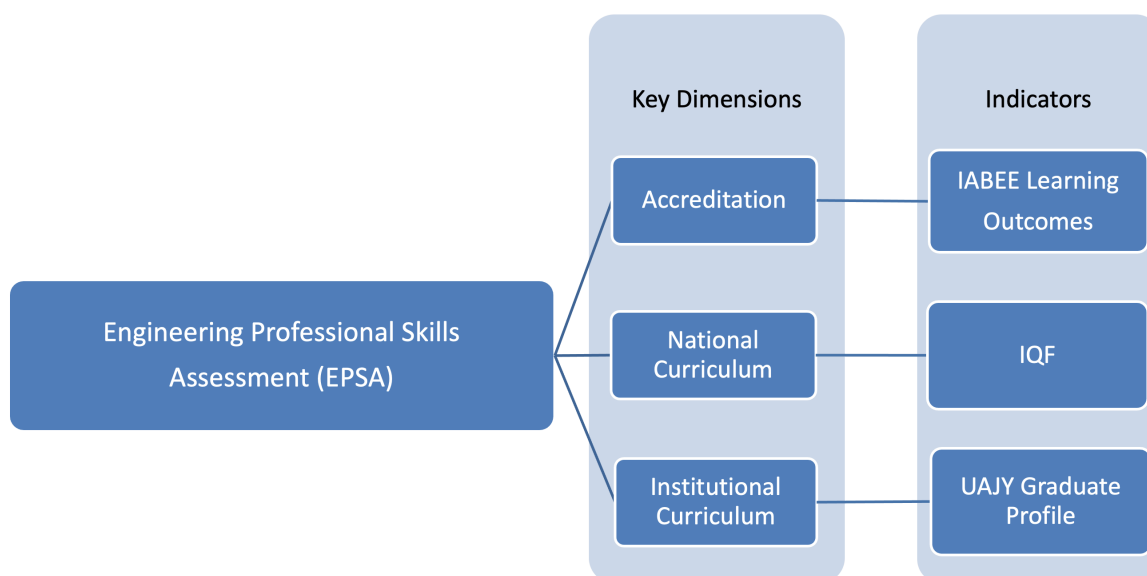 Key Dimensions
Indicators
Accreditation
IABEE Learning
Outcomes
Engineering Professional Skills
Assessment (EPSA)
National
Curriculum
IQF
Institutional
Curriculum
UAJY Graduate
Profile